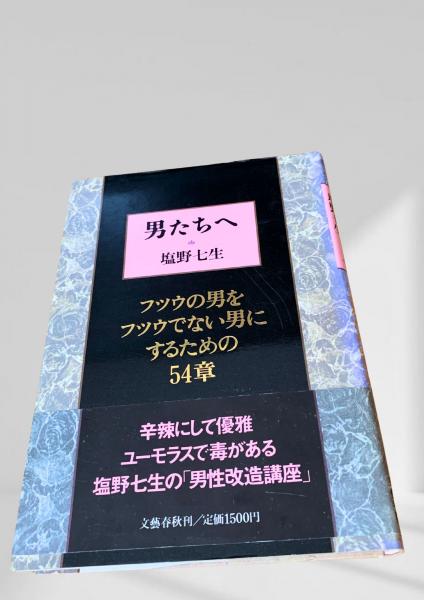 男たちへ
塩野七生
フツウの男を
フツウでない男に
するための
54章
辛辣にして優雅
ユーモラスで毒がある
塩野七生の「男性改造講座」
文藝春秋刊／定価1500円